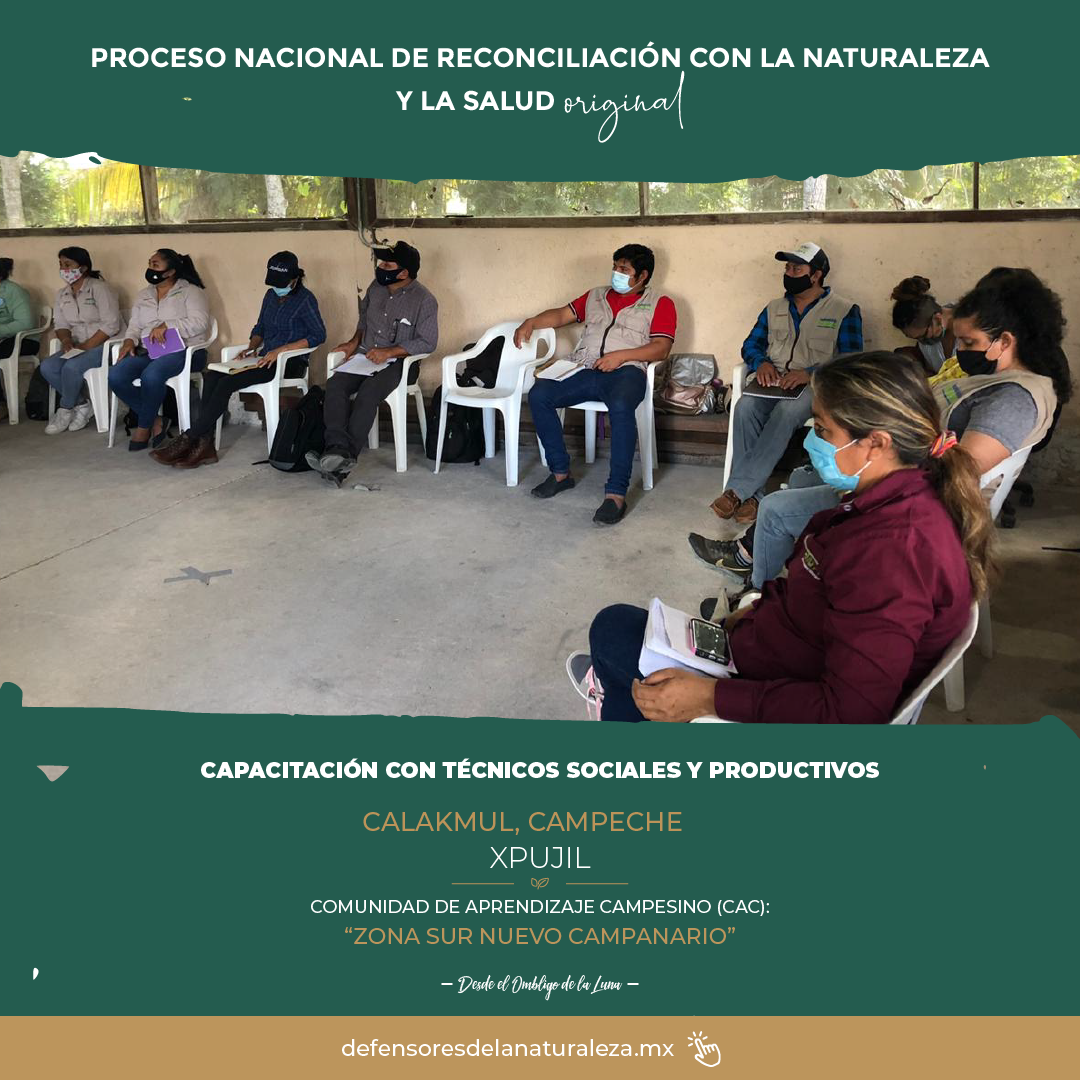 PROCESO NACIONAL DE RECONCILIACIÓN CON LA NATURALEZA
Y LA SALUD original
CAPACITACIÓN CON TÉCNICOS SOCIALES Y PRODUCTIVOS
CALAKMUL, CAMPECHE
XPUJIL
COMUNIDAD DE APRENDIZAJE CAMPESINO (CAC):
“ZONA SUR NUEVO CAMPANARIO”
— Desde el Ombligo de la Luna —
defensoresdelanaturaleza.mx